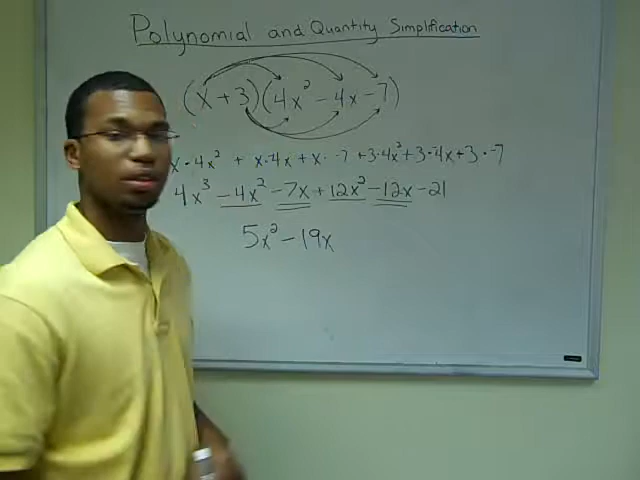 Polynomial and Quantity Simplification
(x + 3)(4x² - 4x - 7)
x · 4x² + x · -4x + x · -7 + 3 · 4x² + 3 · -4x + 3 · -7
4x³ - 4x² - 7x + 12x² - 12x - 21
5x² - 19x